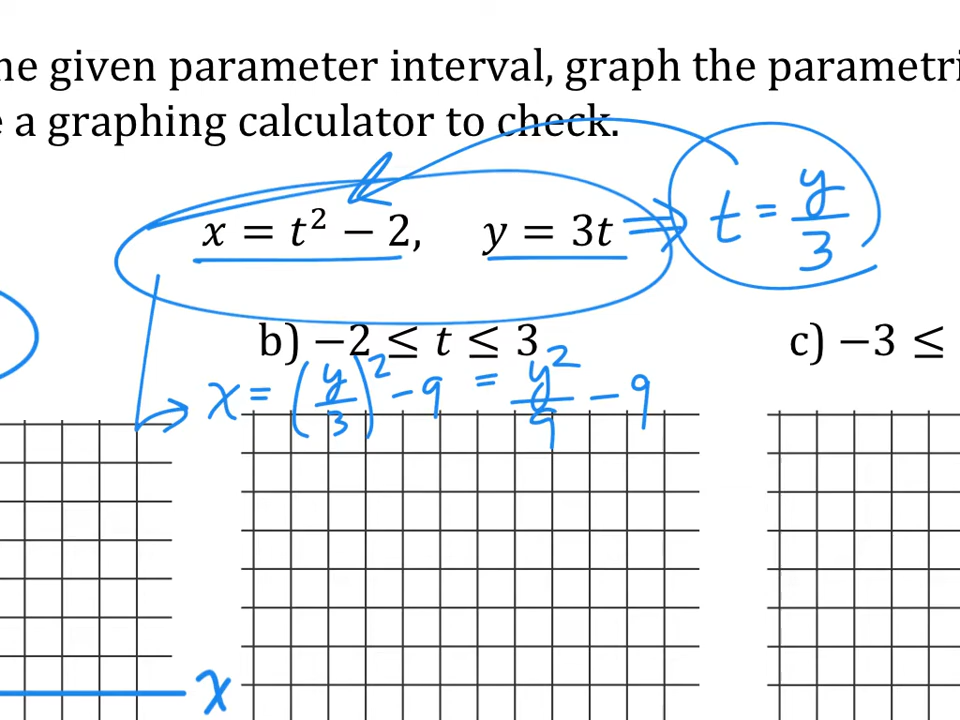 he given parameter interval, graph the parametri
e a graphing calculator to check.
x = t² − 2,  y = 3t ⇒ t = y/3
b) −2 ≤ t ≤ 3
c) −3 ≤
x = (y/3)² − 9 = y²/9 − 9
x